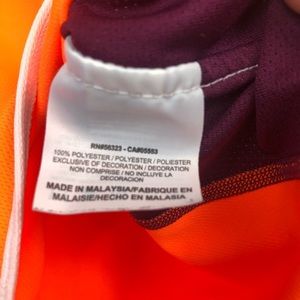 RN#56323 - CA#05553
100% POLYESTER / POLYESTER / POLIESTER
EXCLUSIVE OF DECORATION / DECORATION
NON COMPRISE / NO INCLUYE LA
DECORACION
MADE IN MALAYSIA/FABRIQUE EN
MALAISIE/HECHO EN MALASIA